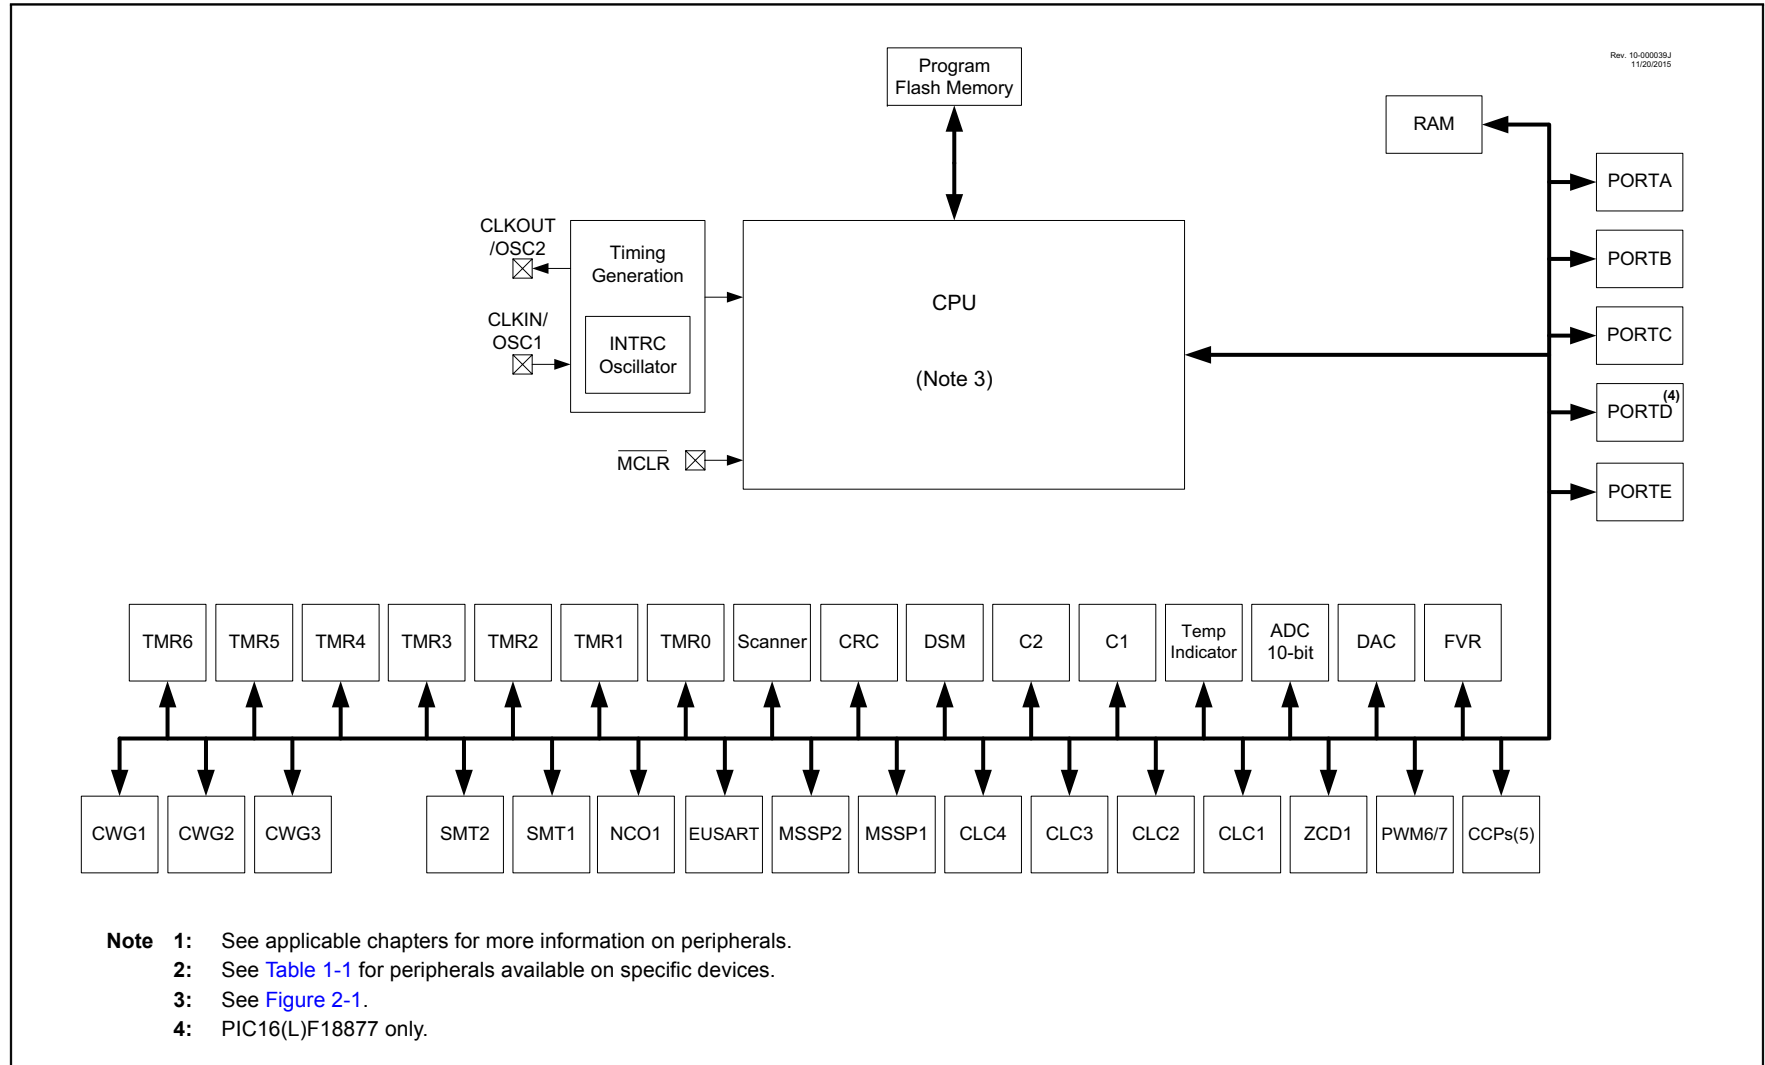 Program
Flash Memory
Rev. 10-000039J
11/20/2015
RAM
PORTA
CLKOUT
/OSC2
Timing
Generation
PORTB
CPU
CLKIN/
OSC1
INTRC
Oscillator
PORTC
(Note 3)
PORTD(4)
MCLR
PORTE
TMR6
TMR5
TMR4
TMR3
TMR2
TMR1
TMR0
Scanner
CRC
DSM
C2
C1
Temp
Indicator
ADC
10-bit
DAC
FVR
CWG1
CWG2
CWG3
SMT2
SMT1
NCO1
EUSART
MSSP2
MSSP1
CLC4
CLC3
CLC2
CLC1
ZCD1
PWM6/7
CCPs(5)
Note 1: See applicable chapters for more information on peripherals.
2: See Table 1-1 for peripherals available on specific devices.
3: See Figure 2-1.
4: PIC16(L)F18877 only.